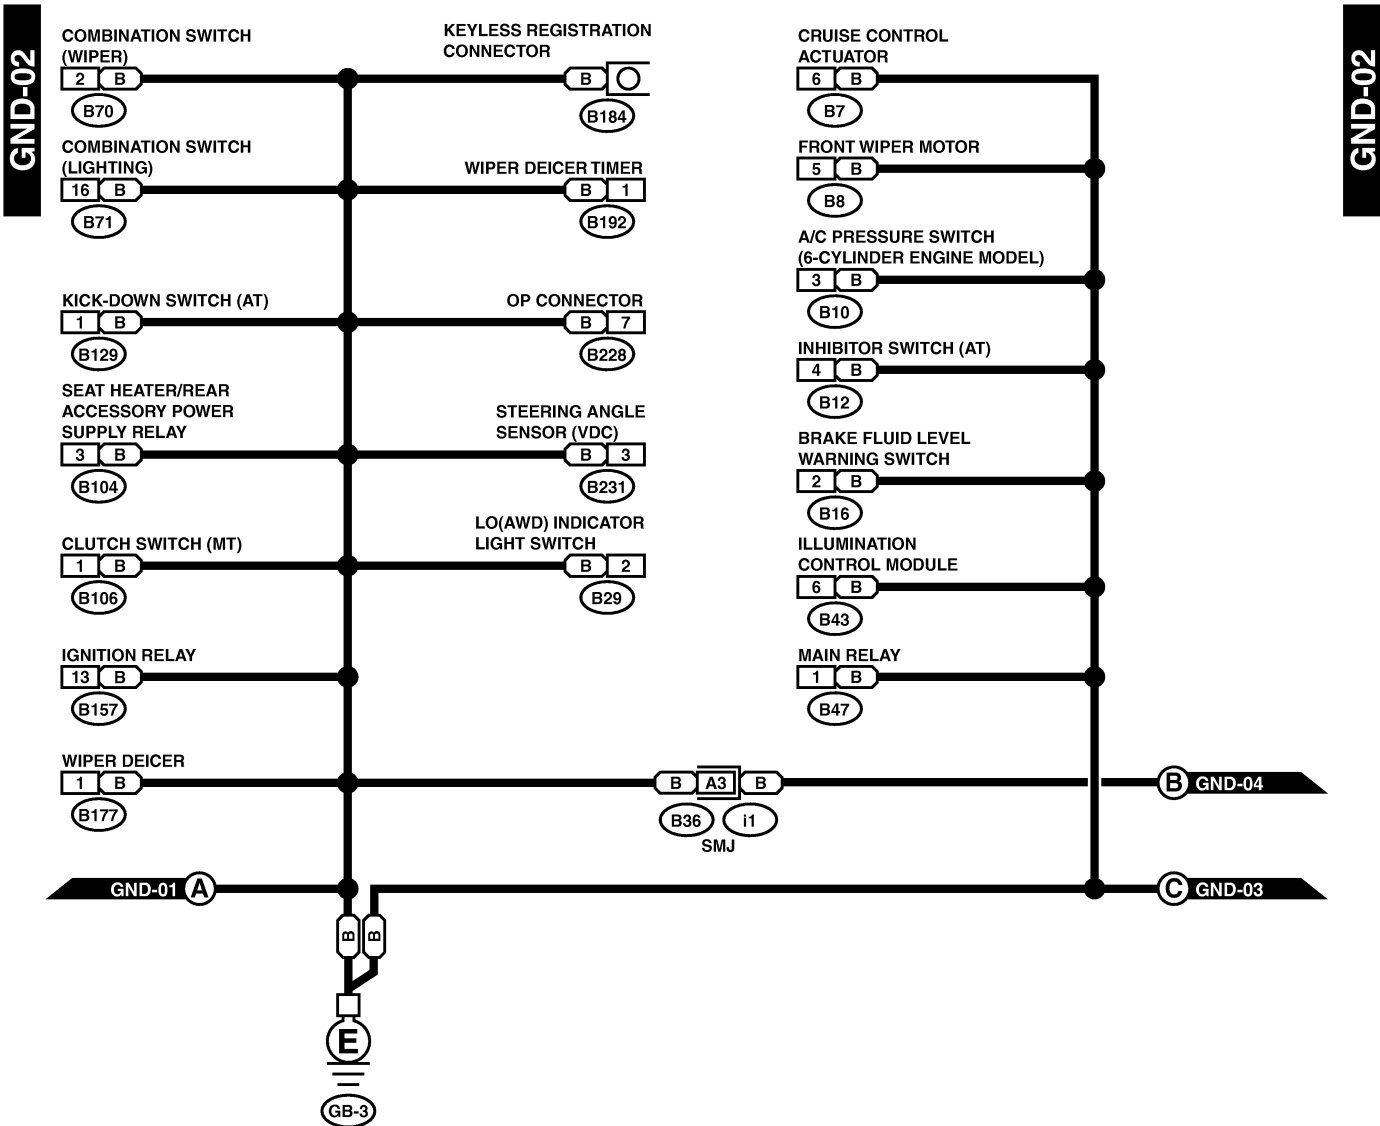 GND-02
GND-02
COMBINATION SWITCH
(WIPER)
2 B
B70
COMBINATION SWITCH
(LIGHTING)
16 B
B71
KICK-DOWN SWITCH (AT)
1 B
B129
SEAT HEATER/REAR
ACCESSORY POWER
SUPPLY RELAY
3 B
B104
CLUTCH SWITCH (MT)
1 B
B106
IGNITION RELAY
13 B
B157
WIPER DEICER
1 B
B177
GND-01 A
KEYLESS REGISTRATION
CONNECTOR
B
B184
WIPER DEICER TIMER
B 1
B192
OP CONNECTOR
B 7
B228
STEERING ANGLE
SENSOR (VDC)
B 3
B231
LO(AWD) INDICATOR
LIGHT SWITCH
B 2
B29
B A3 B
B36 i1
SMJ
CRUISE CONTROL
ACTUATOR
6 B
B7
FRONT WIPER MOTOR
5 B
B8
A/C PRESSURE SWITCH
(6-CYLINDER ENGINE MODEL)
3 B
B10
INHIBITOR SWITCH (AT)
4 B
B12
BRAKE FLUID LEVEL
WARNING SWITCH
2 B
B16
ILLUMINATION
CONTROL MODULE
6 B
B43
MAIN RELAY
1 B
B47
B GND-04
C GND-03
B B
E
GB-3